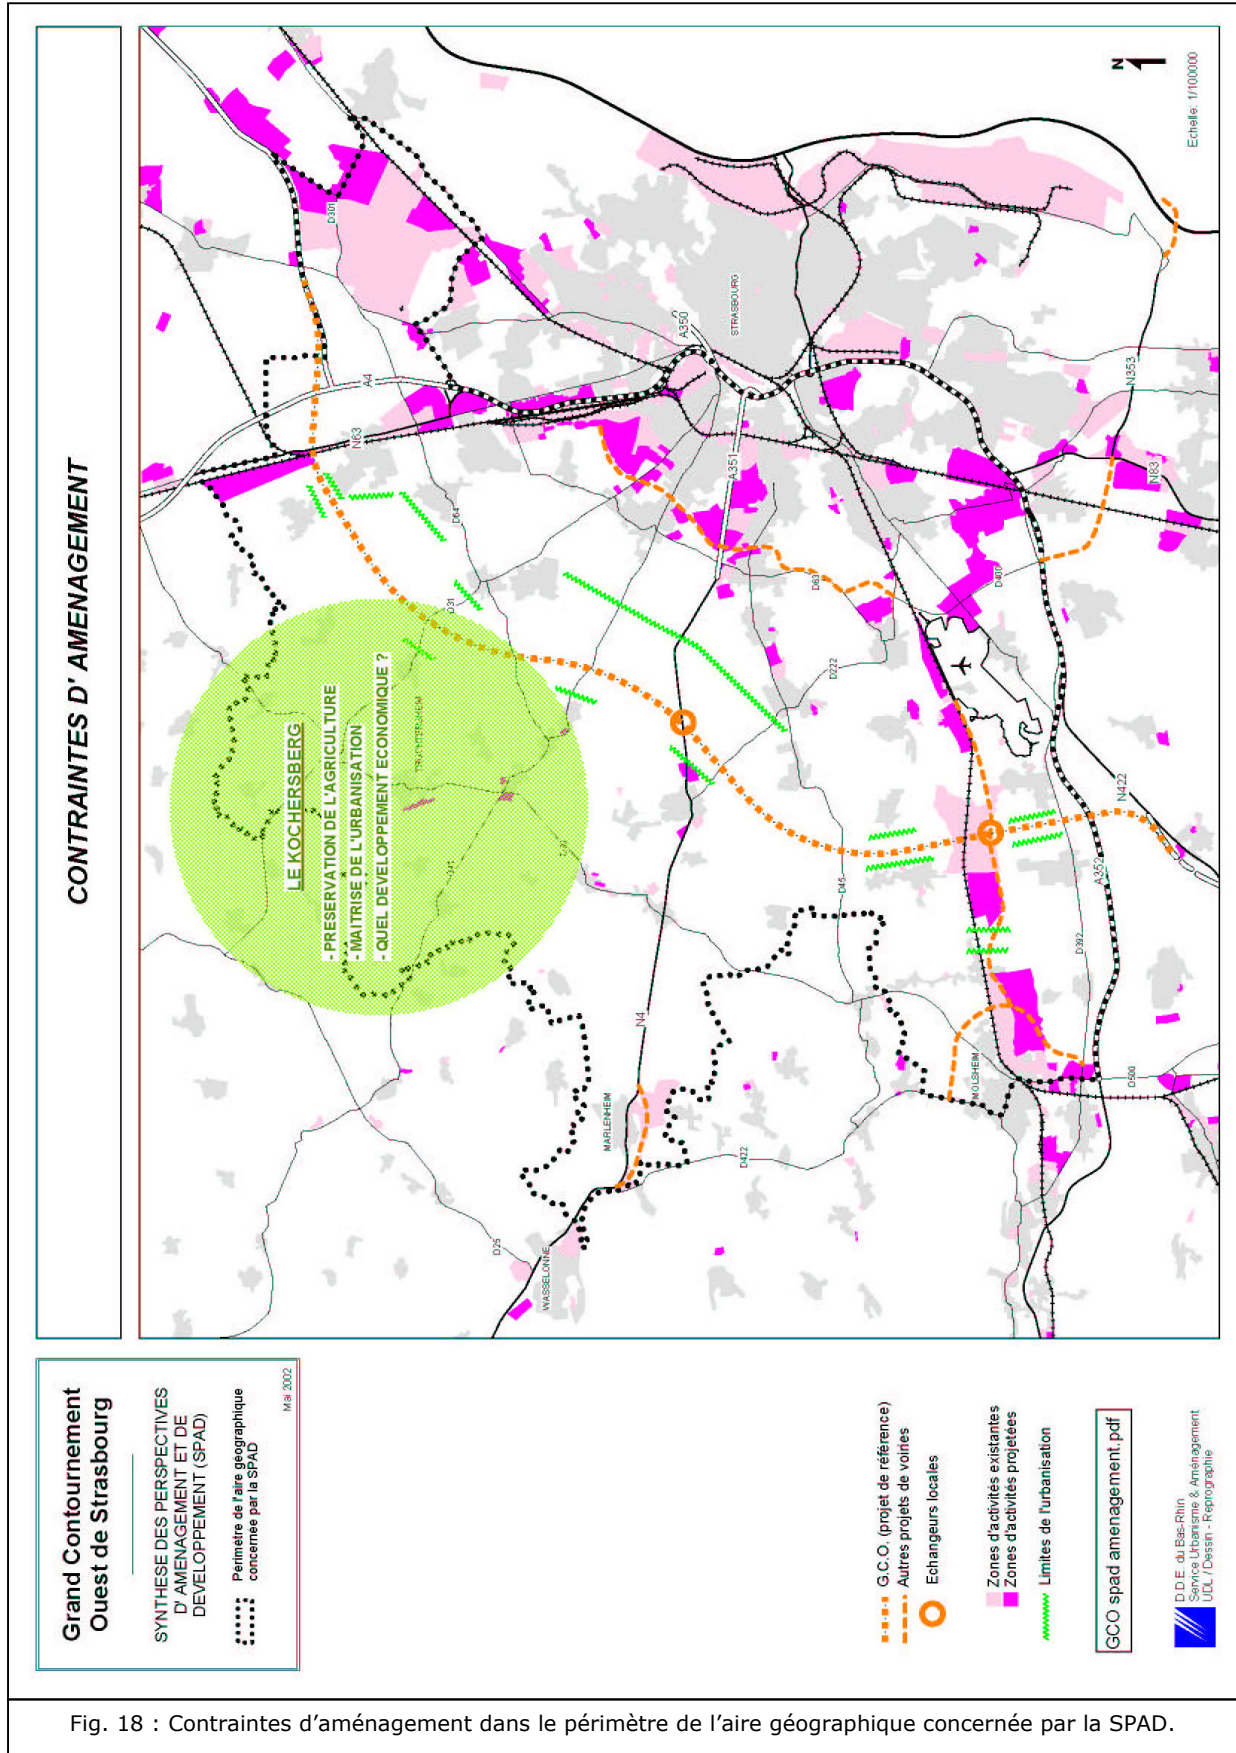 CONTRAINTES D' AMENAGEMENT
Grand Contournement
Ouest de Strasbourg
SYNTHESE DES PERSPECTIVES
D' AMENAGEMENT ET DE
DEVELOPPEMENT (SPAD)
Périmètre de l'aire géographique
concernée par la SPAD
Mai 2002
G.C.O. (projet de référence)
Autres projets de voiries
Echangeurs locales
Zones d'activités existantes
Zones d'activités projetées
Limites de l'urbanisation
GCO spad amenagement.pdf
D.D.E. du Bas-Rhin
Service Urbanisme & Aménagement
UDL / Dessin - Reprographie
N
Echelle: 1/100000
LE KOCHERSBERG
- PRESERVATION DE L'AGRICULTURE
- MAITRISE DE L'URBANISATION
- QUEL DEVELOPPEMENT ECONOMIQUE ?
TRUCHTERSHEIM
D301
A4
N63
D64
D31
D41
D30
A350
STRASBOURG
A351
D63
D222
D400
N353
N83
N4
D45
N422
A352
D392
D500
MOLSHEIM
MARLENHEIM
D422
D25
WASSELONNE
Fig. 18 : Contraintes d'aménagement dans le périmètre de l'aire géographique concernée par la SPAD.